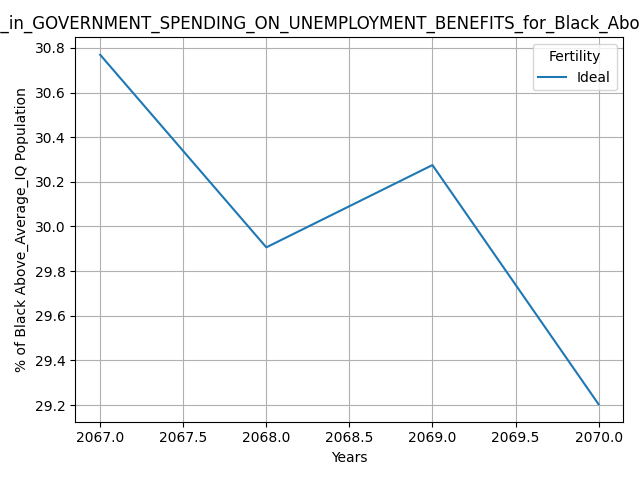 _in_GOVERNMENT_SPENDING_ON_UNEMPLOYMENT_BENEFITS_for_Black_Abo
30.8
30.6
30.4
30.2
30.0
29.8
29.6
29.4
29.2
% of Black Above_Average_IQ Population
Fertility
Ideal
2067.0 2067.5 2068.0 2068.5 2069.0 2069.5 2070.0
Years